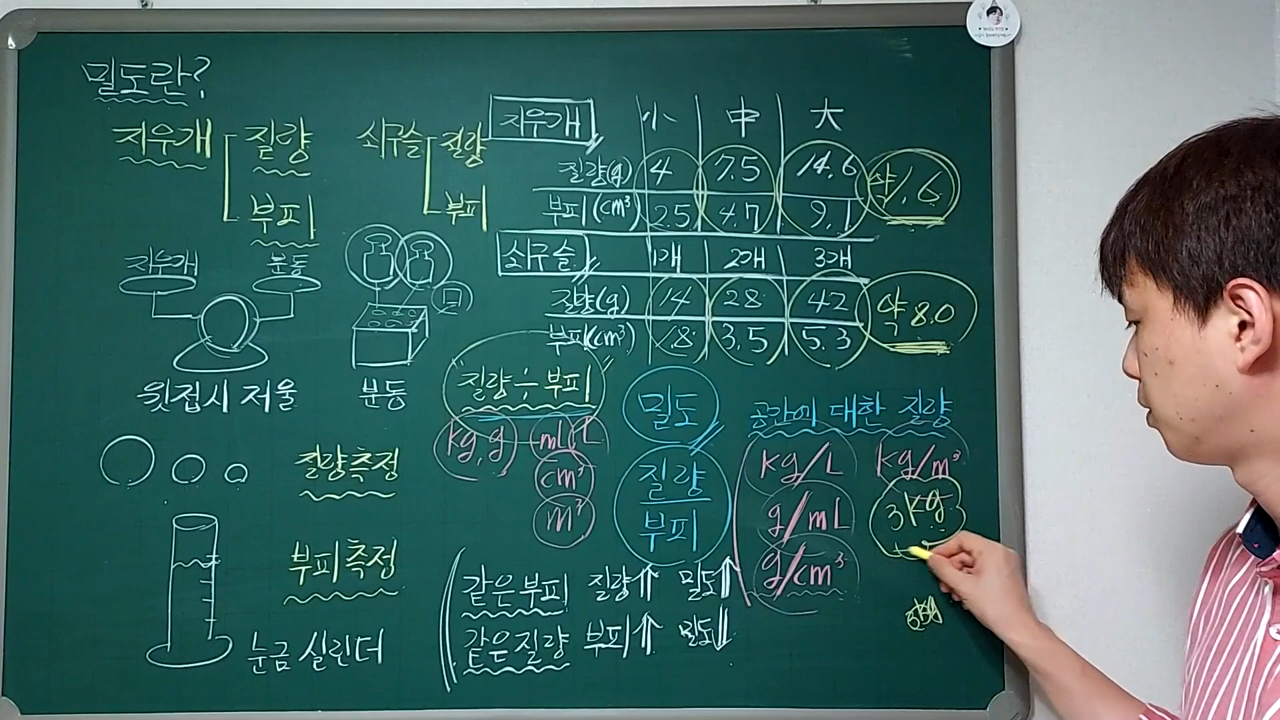 밀도란?
지우개 질량 부피
쇠구슬 질량 부피
지우개 小 中 大
질량(g) 4 7.5 14.6 약 1.6
부피(cm³) 2.5 4.7 9.1
쇠구슬 1개 2개 3개
질량(g) 14 28 42 약 8.0
부피(cm³) 1.8 3.5 5.3
지우개 분동
윗접시 저울 분동
질량÷부피
kg, g mL L
cm³
m³
밀도
질량
부피
공간에 대한 질량
kg/L kg/m³
g/mL 3kg
g/cm³
3kg
질량측정
부피측정
눈금 실린더
같은부피 질량⇑ 밀도⇑
같은질량 부피⇑ 밀도⇓